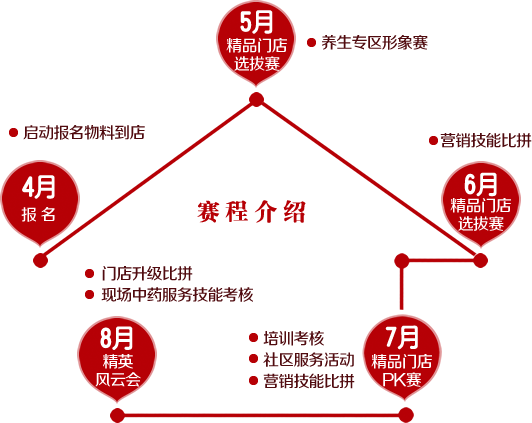 5月
精品门店
选拔赛
养生专区形象赛
启动报名物料到店
4月
报名
营销技能比拼
6月
精品门店
选拔赛
赛程介绍
门店升级比拼
现场中药服务技能考核
8月
精英
风云会
培训考核
社区服务活动
营销技能比拼
7月
精品门店
PK赛